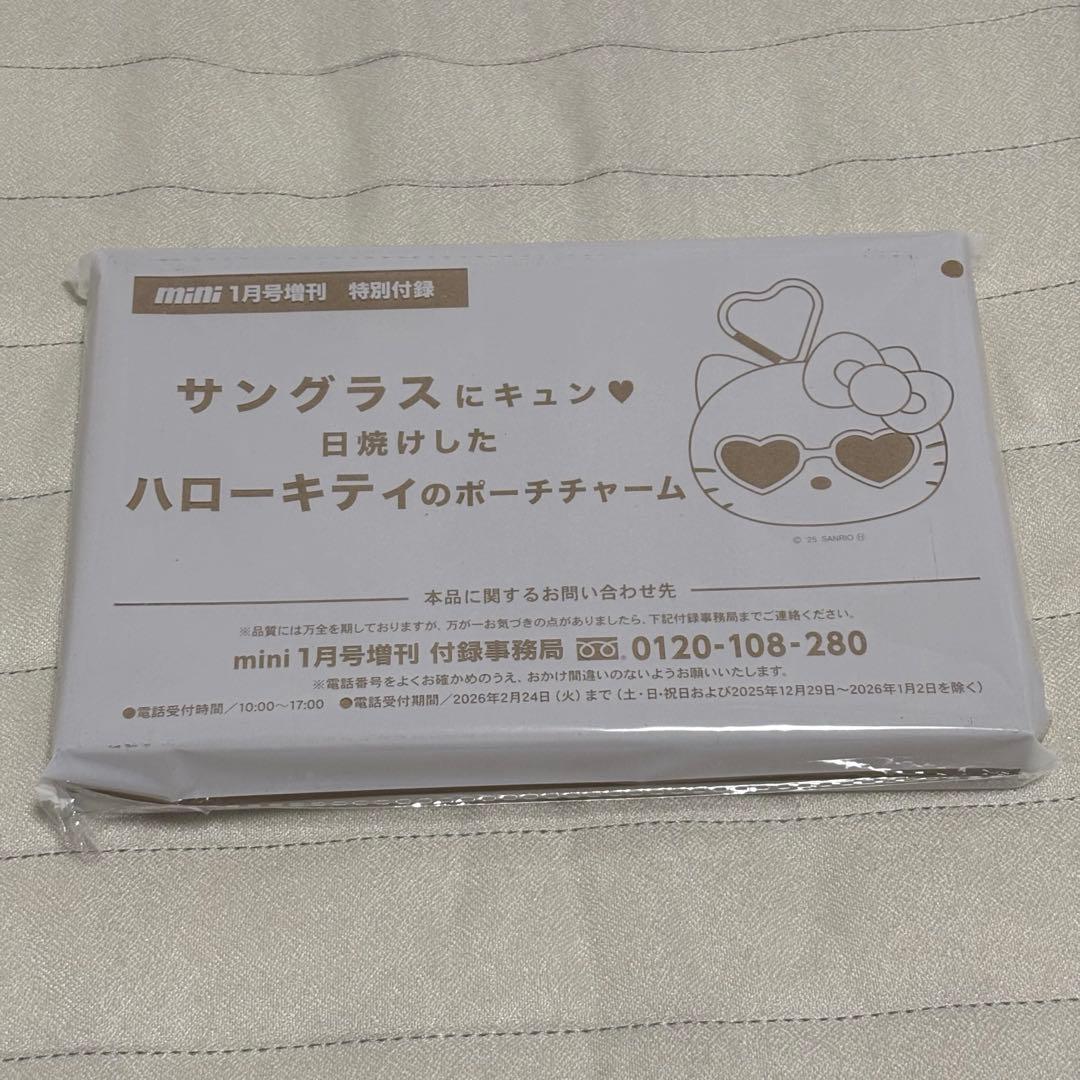 mini 1月号増刊 特別付録
サングラスにキュン♥
日焼けした
ハローキティのポーチチャーム
© '25 SANRIO Ⓗ
本品に関するお問い合わせ先
※品質には万全を期しておりますが、万が一お気づきの点がありましたら、下記付録事務局までご連絡ください。
mini 1月号増刊 付録事務局 0120-108-280
※電話番号をよくお確かめのうえ、おかけ間違いのないようお願いいたします。
●電話受付時間/10:00〜17:00 ●電話受付期間/2026年2月24日(火)まで(土・日・祝日および2025年12月29日〜2026年1月2日を除く)